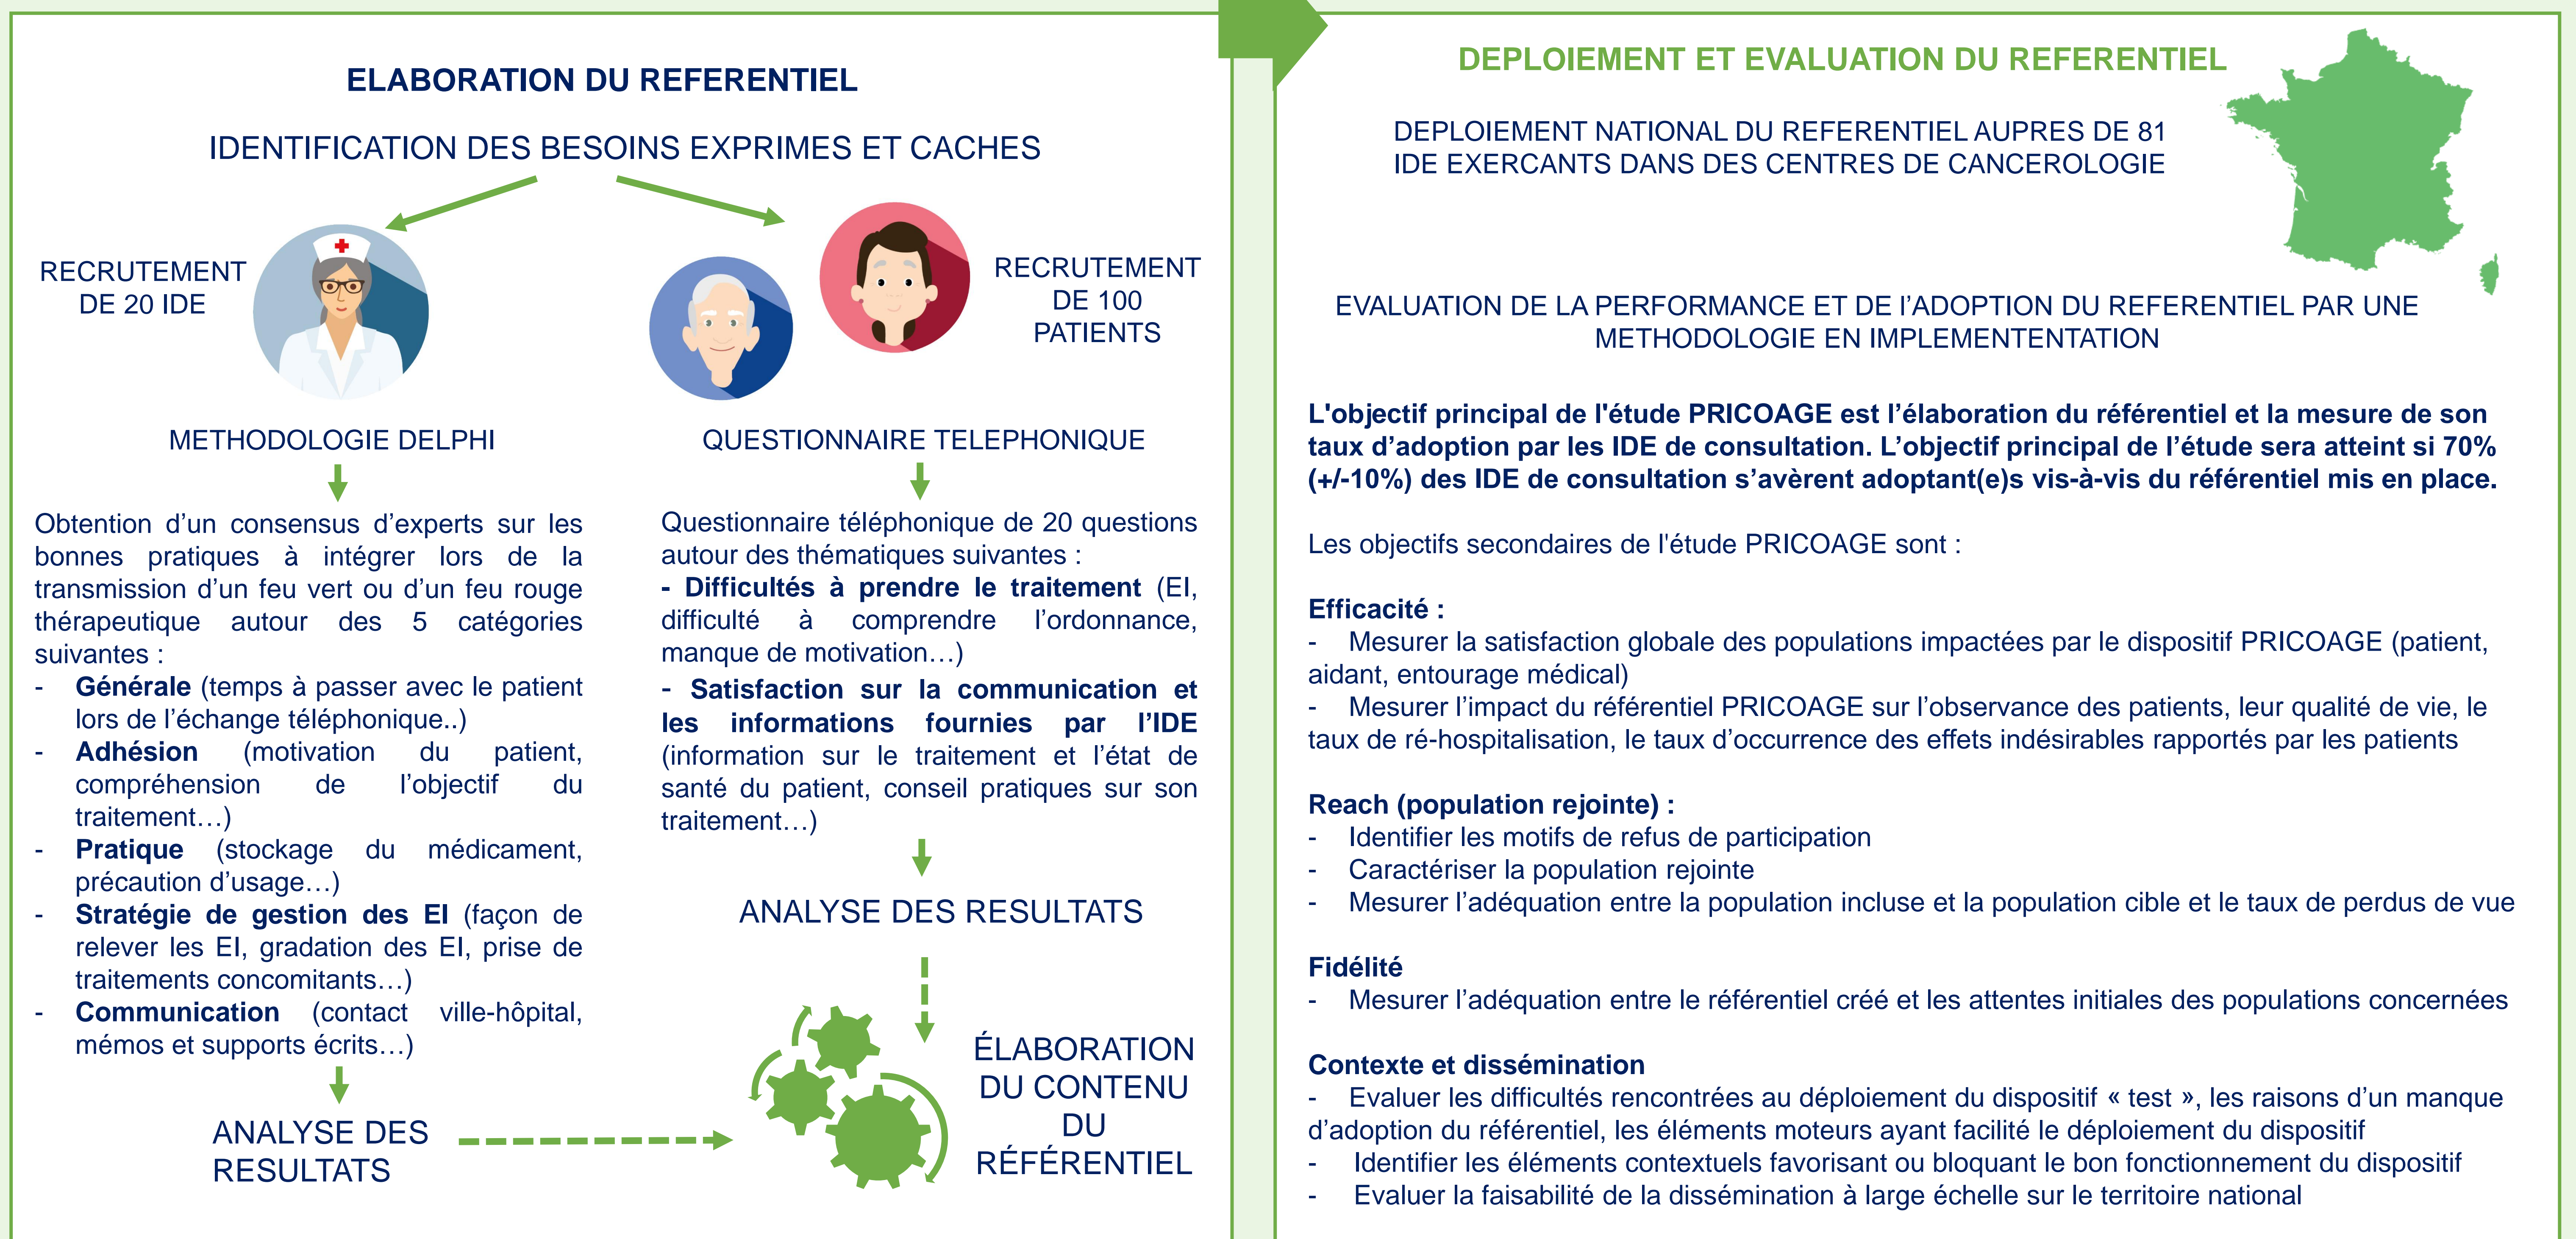 ELABORATION DU REFERENTIEL
IDENTIFICATION DES BESOINS EXPRIMES ET CACHES
RECRUTEMENT
DE 20 IDE
RECRUTEMENT
DE 100
PATIENTS
METHODOLOGIE DELPHI
Obtention d’un consensus d’experts sur les
bonnes pratiques à intégrer lors de la
transmission d’un feu vert ou d’un feu rouge
thérapeutique autour des 5 catégories
suivantes :
- Générale (temps à passer avec le patient
lors de l’échange téléphonique..)
- Adhésion (motivation du patient,
compréhension de l’objectif du
traitement…)
- Pratique (stockage du médicament,
précaution d’usage…)
- Stratégie de gestion des EI (façon de
relever les EI, gradation des EI, prise de
traitements concomitants…)
- Communication (contact ville-hôpital,
mémos et supports écrits…)
ANALYSE DES
RESULTATS
QUESTIONNAIRE TELEPHONIQUE
Questionnaire téléphonique de 20 questions
autour des thématiques suivantes :
- Difficultés à prendre le traitement (EI,
difficulté à comprendre l’ordonnance,
manque de motivation…)
- Satisfaction sur la communication et
les informations fournies par l’IDE
(information sur le traitement et l’état de
santé du patient, conseil pratiques sur son
traitement…)
ANALYSE DES RESULTATS
ÉLABORATION
DU CONTENU
DU
RÉFÉRENTIEL
DEPLOIEMENT ET EVALUATION DU REFERENTIEL
DEPLOIEMENT NATIONAL DU REFERENTIEL AUPRES DE 81
IDE EXERCANTS DANS DES CENTRES DE CANCEROLOGIE
EVALUATION DE LA PERFORMANCE ET DE l’ADOPTION DU REFERENTIEL PAR UNE
METHODOLOGIE EN IMPLEMENTENTATION
L'objectif principal de l'étude PRICOAGE est l’élaboration du référentiel et la mesure de son
taux d’adoption par les IDE de consultation. L’objectif principal de l’étude sera atteint si 70%
(+/-10%) des IDE de consultation s’avèrent adoptant(e)s vis-à-vis du référentiel mis en place.
Les objectifs secondaires de l'étude PRICOAGE sont :
Efficacité :
- Mesurer la satisfaction globale des populations impactées par le dispositif PRICOAGE (patient,
aidant, entourage médical)
- Mesurer l’impact du référentiel PRICOAGE sur l’observance des patients, leur qualité de vie, le
taux de ré-hospitalisation, le taux d’occurrence des effets indésirables rapportés par les patients
Reach (population rejointe) :
- Identifier les motifs de refus de participation
- Caractériser la population rejointe
- Mesurer l’adéquation entre la population incluse et la population cible et le taux de perdus de vue
Fidélité
- Mesurer l’adéquation entre le référentiel créé et les attentes initiales des populations concernées
Contexte et dissémination
- Evaluer les difficultés rencontrées au déploiement du dispositif « test », les raisons d’un manque
d’adoption du référentiel, les éléments moteurs ayant facilité le déploiement du dispositif
- Identifier les éléments contextuels favorisant ou bloquant le bon fonctionnement du dispositif
- Evaluer la faisabilité de la dissémination à large échelle sur le territoire national